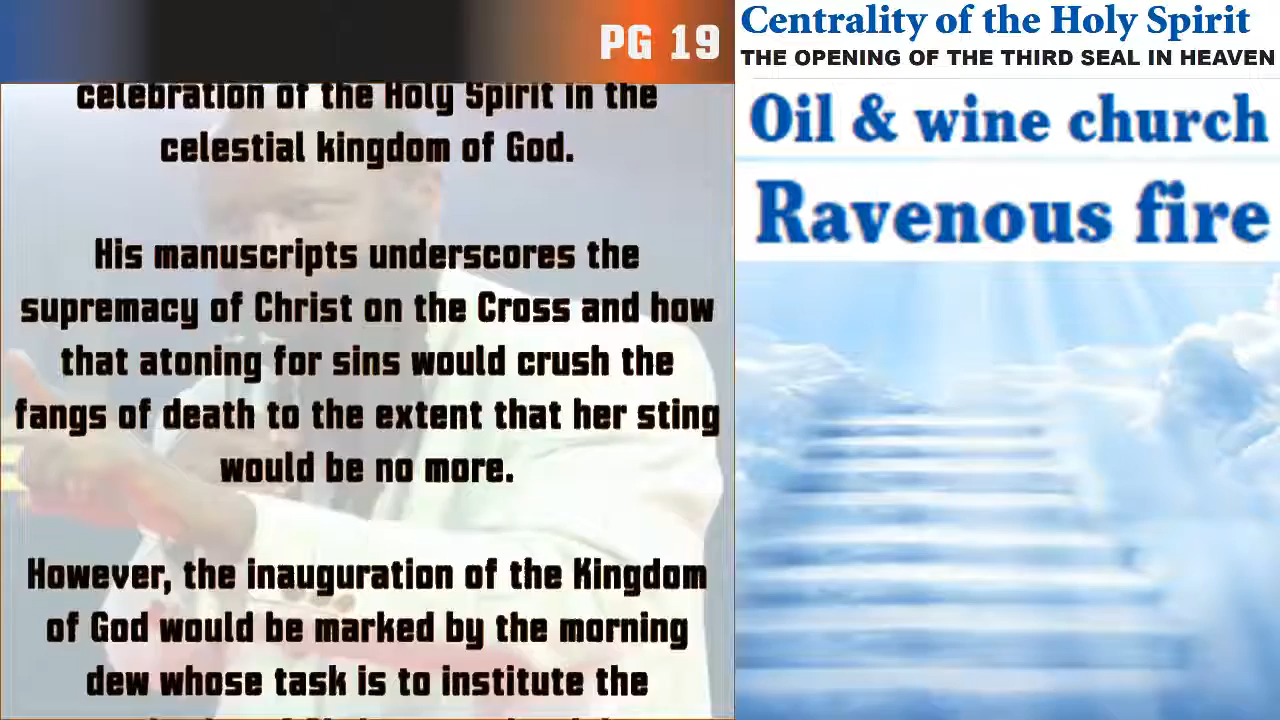 PG 19
celebration of the Holy Spirit in the
celestial kingdom of God.
His manuscripts underscores the
supremacy of Christ on the Cross and how
that atoning for sins would crush the
fangs of death to the extent that her sting
would be no more.
However, the inauguration of the Kingdom
of God would be marked by the morning
dew whose task is to institute the
Centrality of the Holy Spirit
THE OPENING OF THE THIRD SEAL IN HEAVEN
Oil & wine church
Ravenous fire